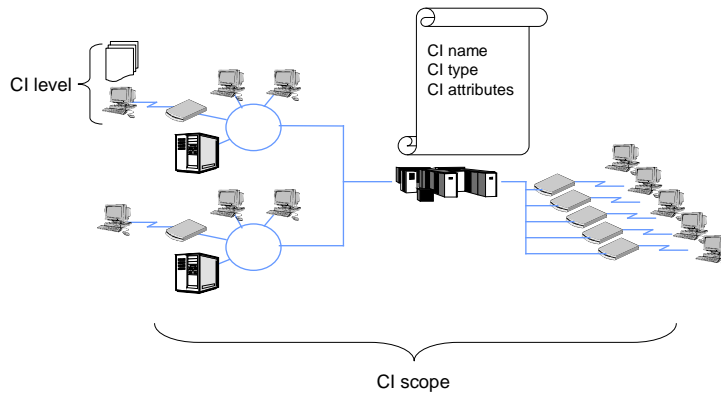 CI name
CI type
CI attributes
CI level
CI scope